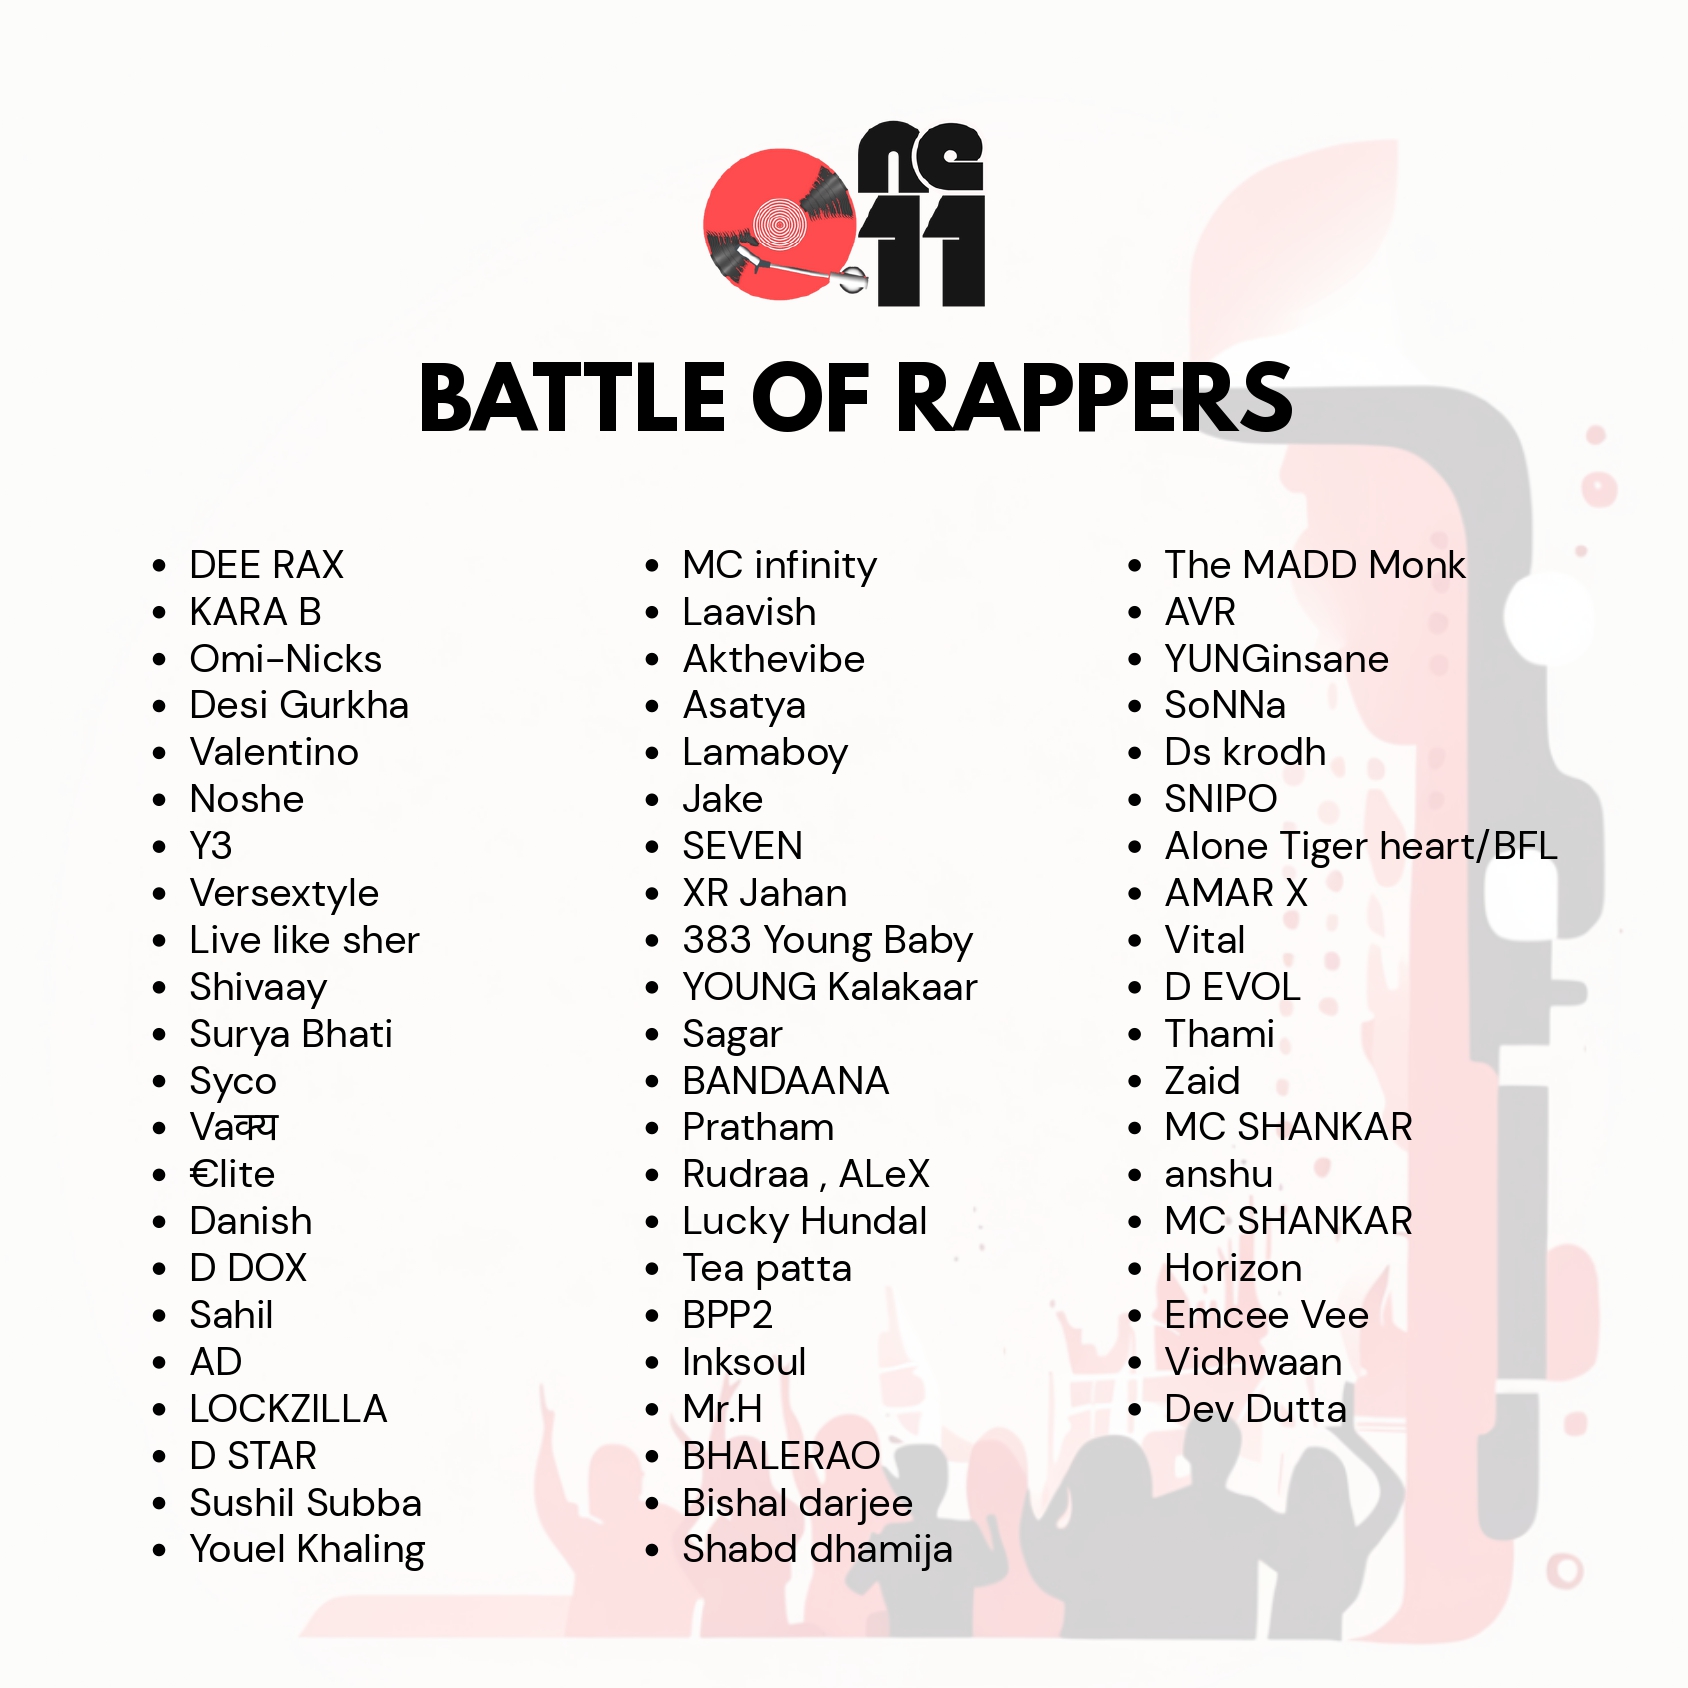 ne
11
BATTLE OF RAPPERS
• DEE RAX
• KARA B
• Omi-Nicks
• Desi Gurkha
• Valentino
• Noshe
• Y3
• Versextyle
• Live like sher
• Shivaay
• Surya Bhati
• Syco
• Vaक्य
• €lite
• Danish
• D DOX
• Sahil
• AD
• LOCKZILLA
• D STAR
• Sushil Subba
• Youel Khaling
• MC infinity
• Laavish
• Akthevibe
• Asatya
• Lamaboy
• Jake
• SEVEN
• XR Jahan
• 383 Young Baby
• YOUNG Kalakaar
• Sagar
• BANDAANA
• Pratham
• Rudraa , ALeX
• Lucky Hundal
• Tea patta
• BPP2
• Inksoul
• Mr.H
• BHALERAO
• Bishal darjee
• Shabd dhamija
• The MADD Monk
• AVR
• YUNGinsane
• SoNNa
• Ds krodh
• SNIPO
• Alone Tiger heart/BFL
• AMAR X
• Vital
• D EVOL
• Thami
• Zaid
• MC SHANKAR
• anshu
• MC SHANKAR
• Horizon
• Emcee Vee
• Vidhwaan
• Dev Dutta